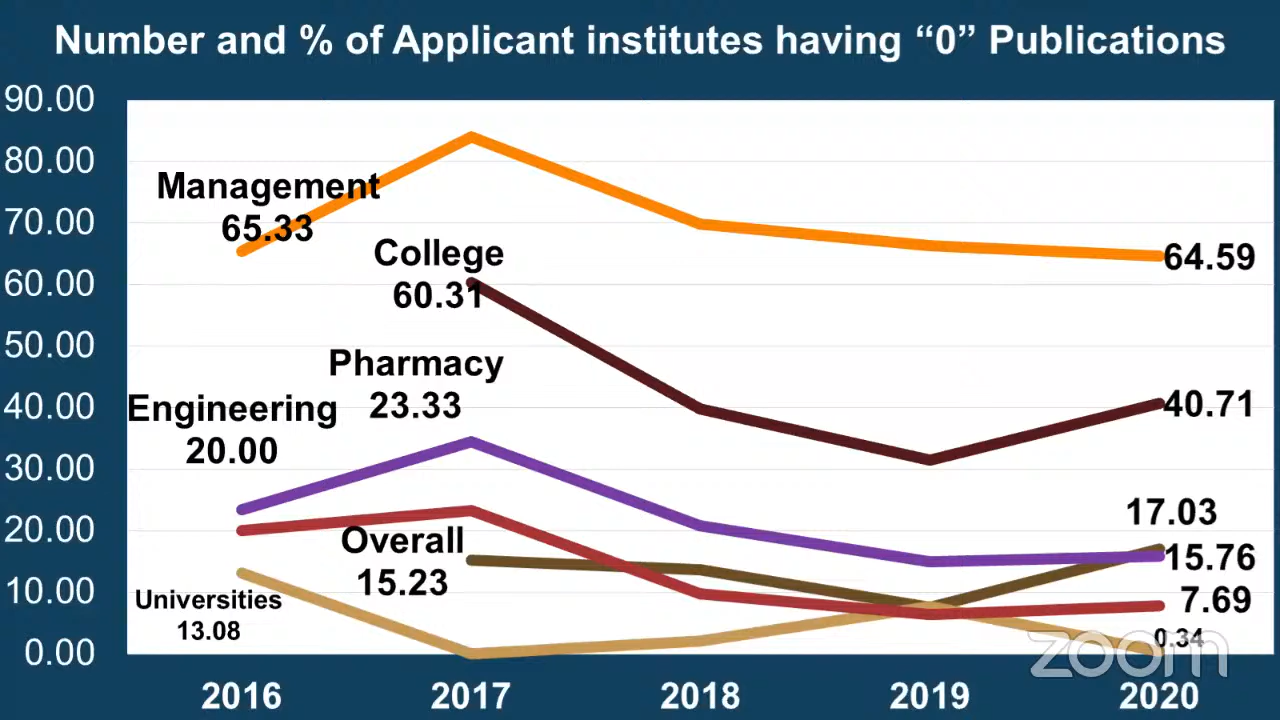 Number and % of Applicant institutes having “0” Publications
90.00
80.00
70.00
60.00
50.00
40.00
30.00
20.00
10.00
0.00
Management
65.33
College
60.31
Pharmacy
23.33
Engineering
20.00
Overall
15.23
Universities
13.08
64.59
40.71
17.03
15.76
7.69
0.34
zoom
2016 2017 2018 2019 2020